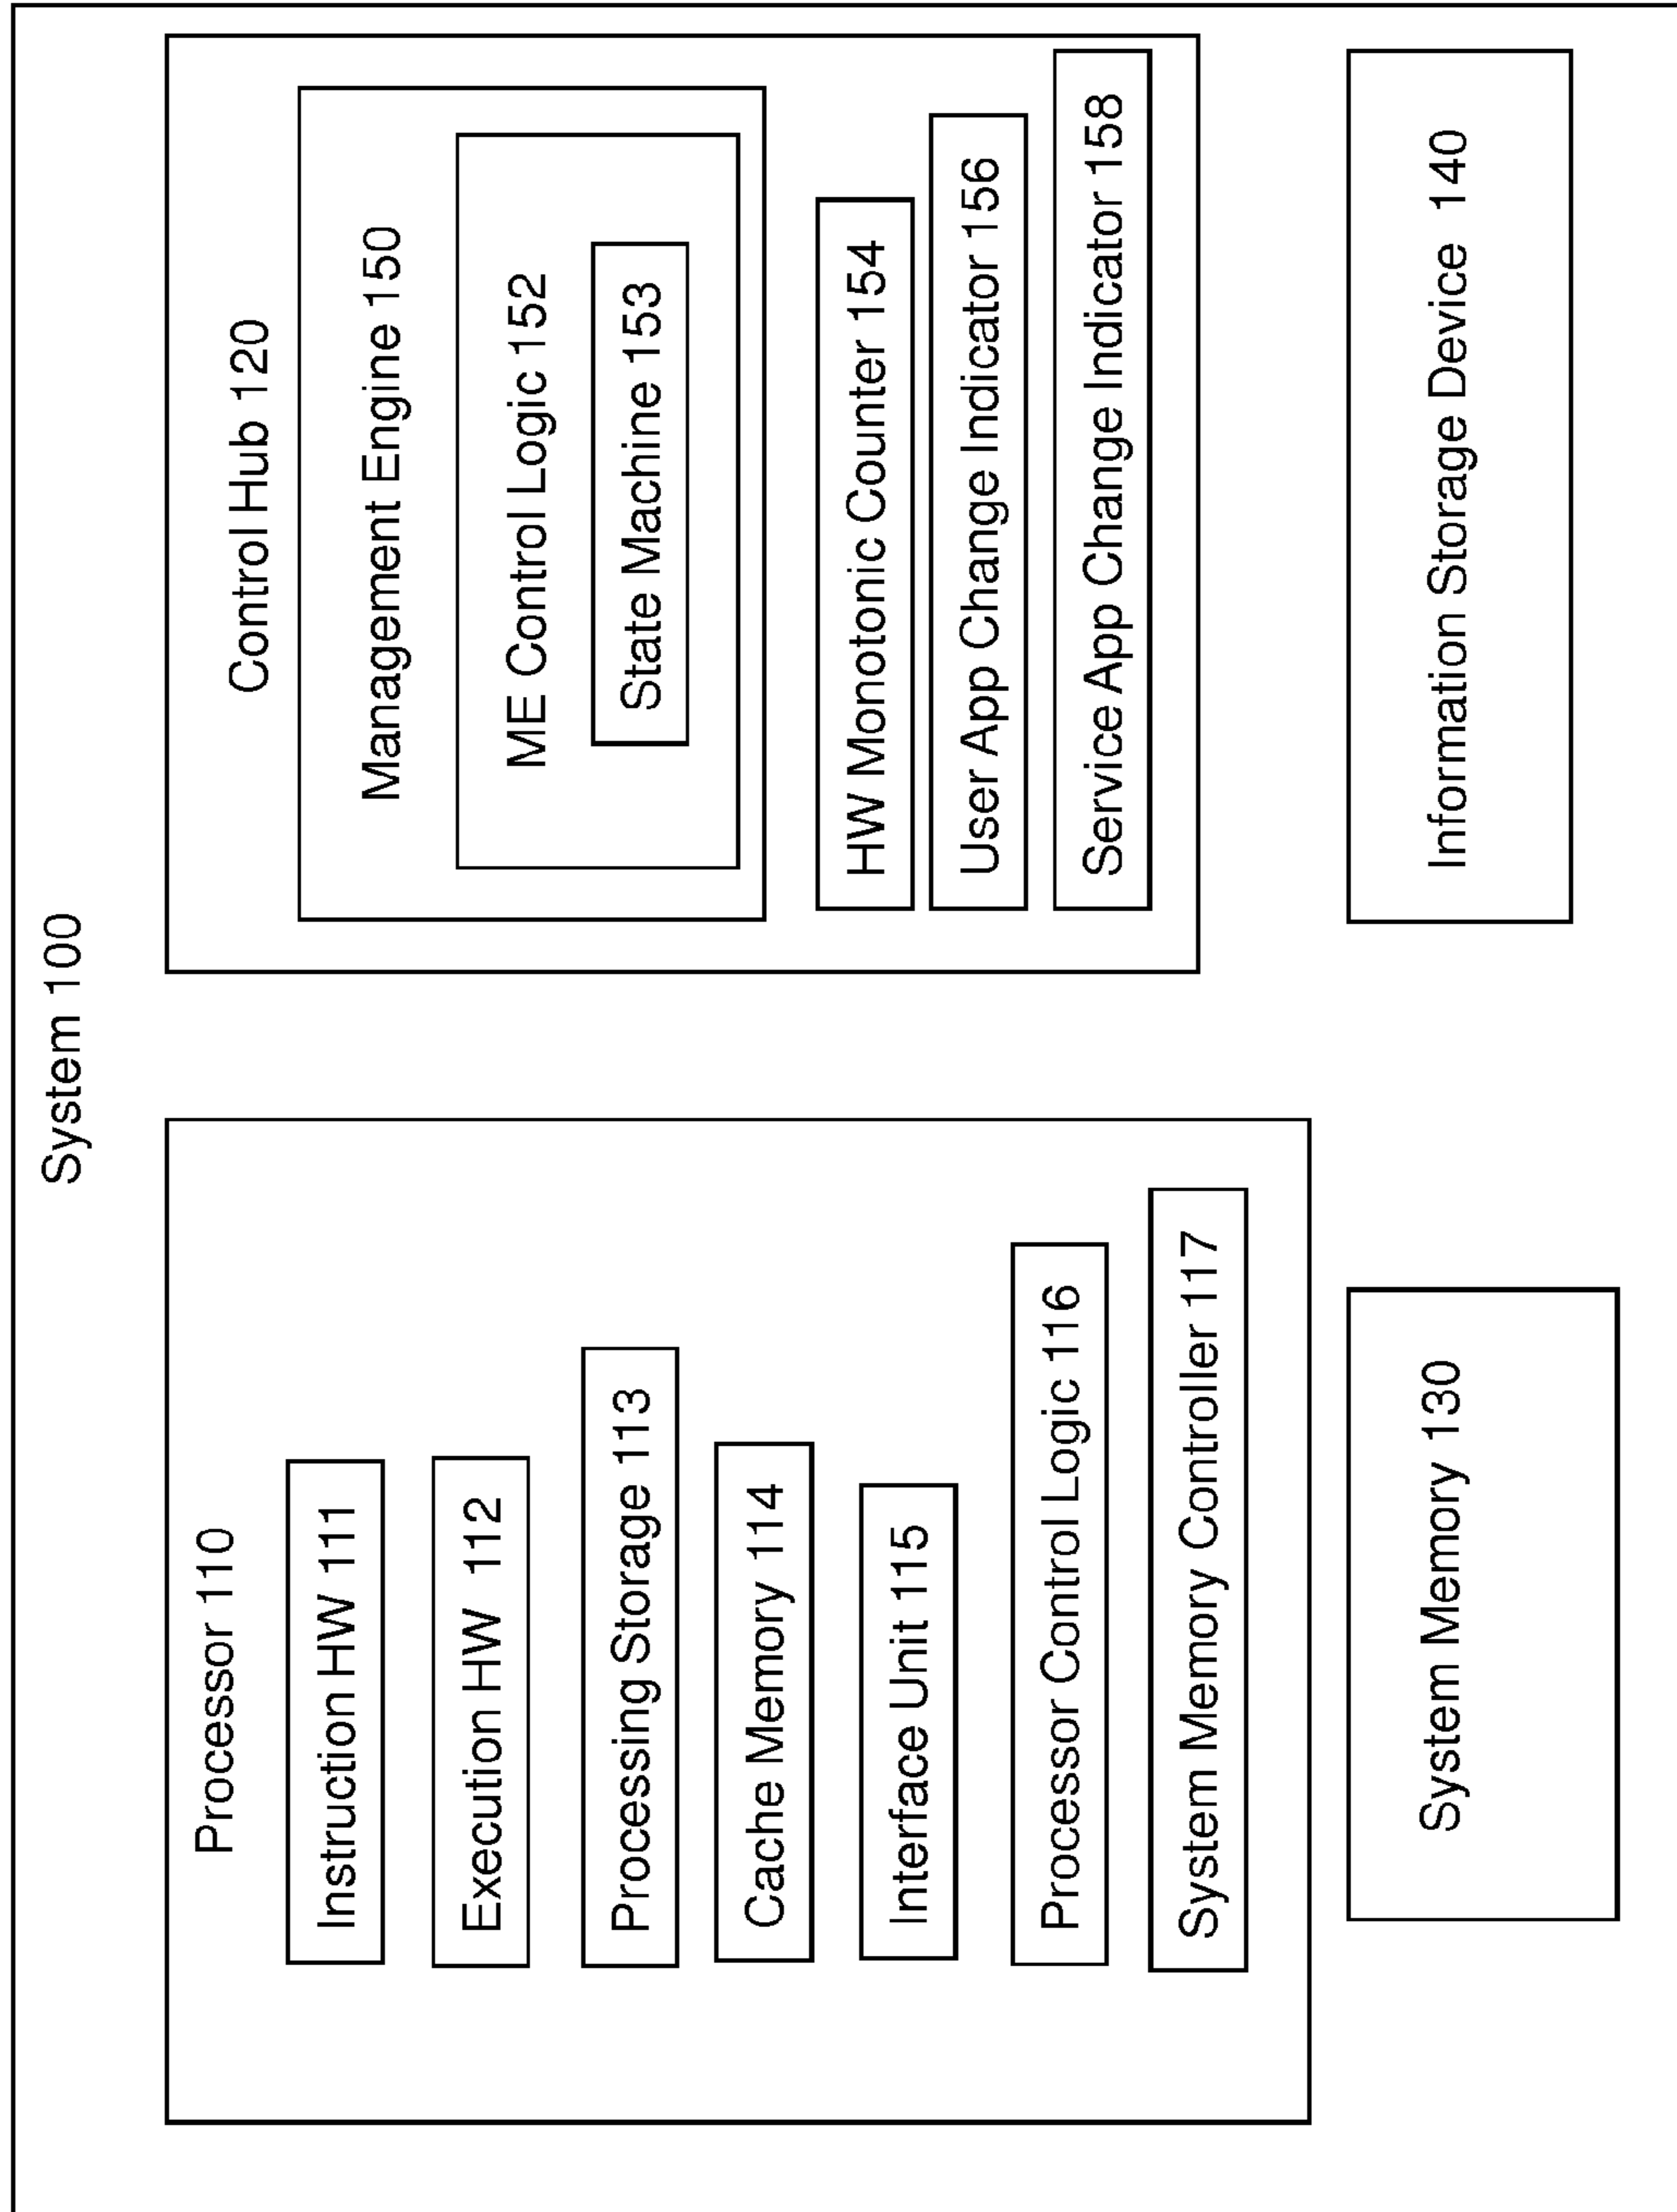 System 100
Processor 110
Instruction HW 111
Execution HW 112
Processing Storage 113
Cache Memory 114
Interface Unit 115
Processor Control Logic 116
System Memory Controller 117
System Memory 130
Control Hub 120
Management Engine 150
ME Control Logic 152
State Machine 153
HW Monotonic Counter 154
User App Change Indicator 156
Service App Change Indicator 158
Information Storage Device 140